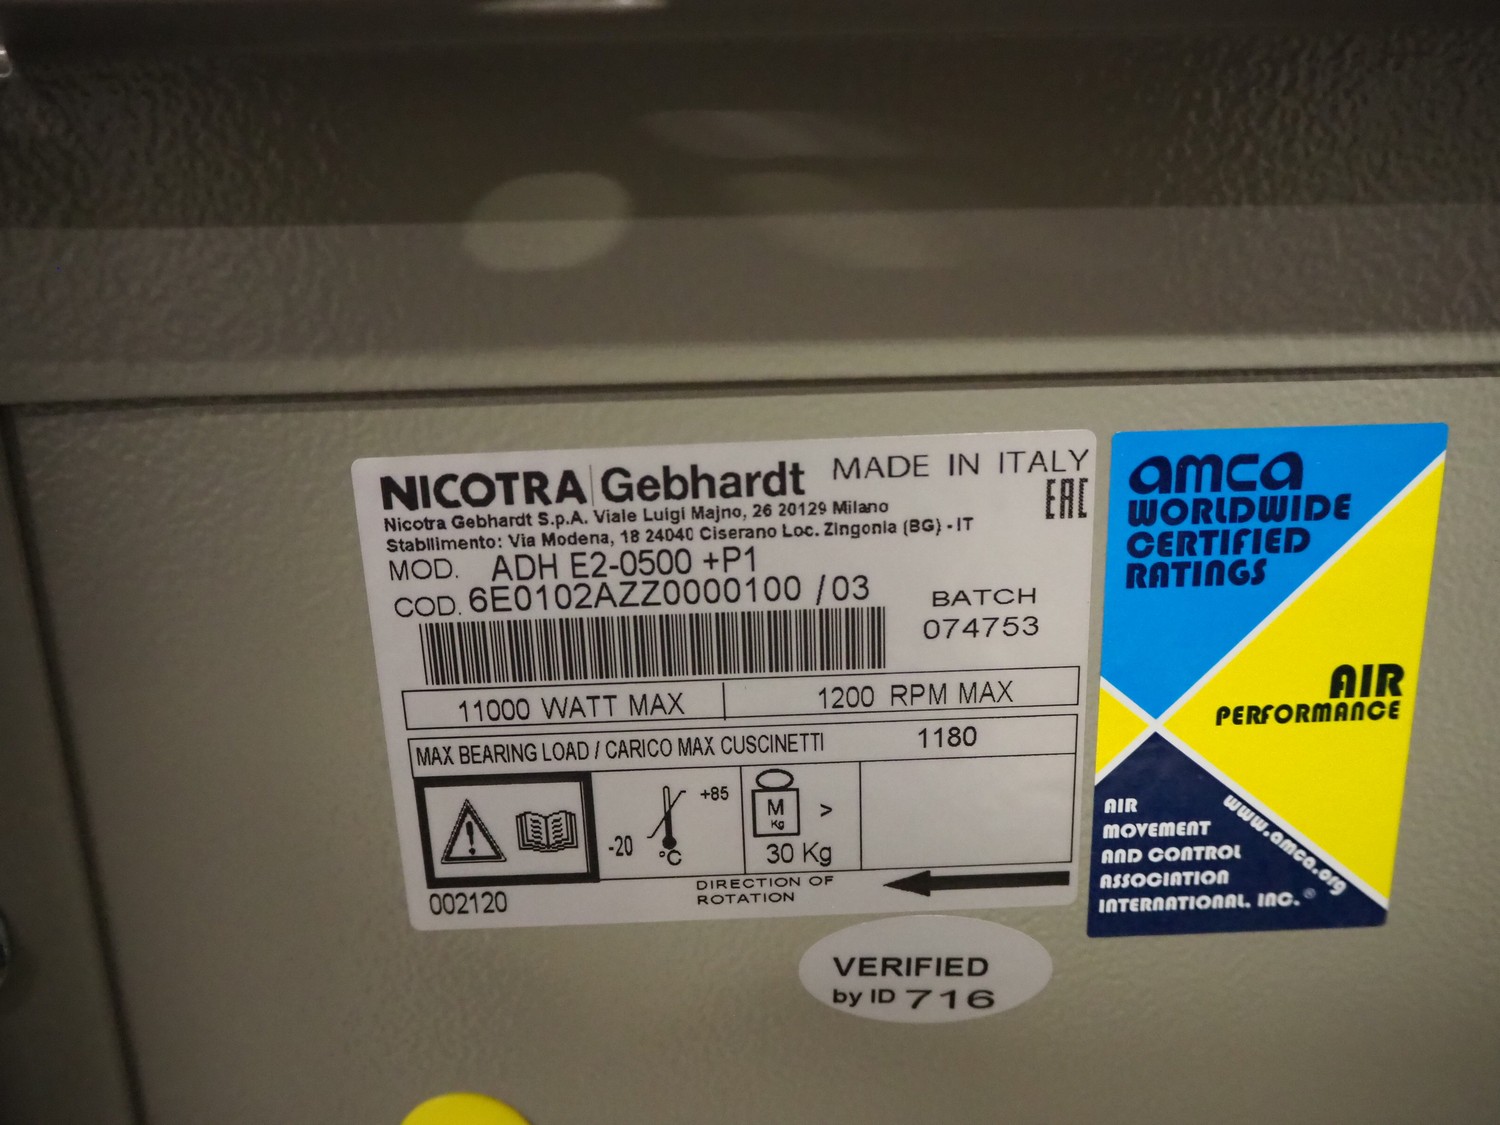 NICOTRA Gebhardt MADE IN ITALY
EAC
Nicotra Gebhardt S.p.A. Viale Luigi Majno, 26 20129 Milano
Stabilimento: Via Modena, 18 24040 Ciserano Loc. Zingonia (BG) - IT
MOD. ADH E2-0500 +P1
COD. 6E0102AZZ0000100 /03
BATCH
074753
11000 WATT MAX 1200 RPM MAX
MAX BEARING LOAD / CARICO MAX CUSCINETTI 1180
-20 +85
°C
M
Kg
>
30 Kg
002120
DIRECTION OF
ROTATION
amca
WORLDWIDE
CERTIFIED
RATINGS
AIR
PERFORMANCE
AIR
MOVEMENT
AND CONTROL
ASSOCIATION
INTERNATIONAL, INC.®
www.amca.org
VERIFIED
by ID 716